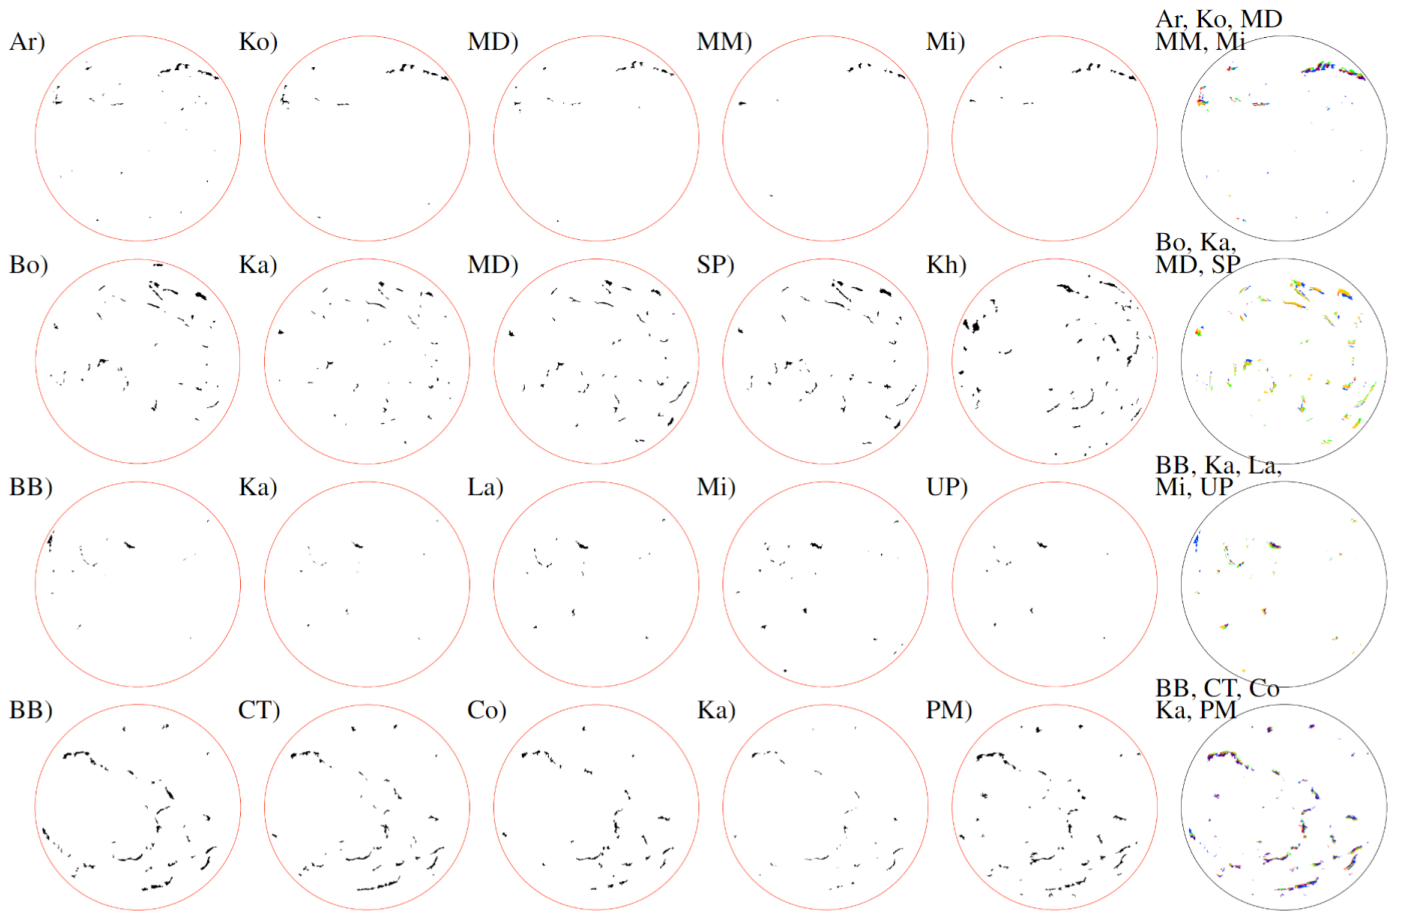 Ar)
Ko)
MD)
MM)
Mi)
Ar, Ko, MD
MM, Mi
Bo)
Ka)
MD)
SP)
Kh)
Bo, Ka,
MD, SP
BB)
Ka)
La)
Mi)
UP)
BB, Ka, La,
Mi, UP
BB)
CT)
Co)
Ka)
PM)
BB, CT, Co
Ka, PM